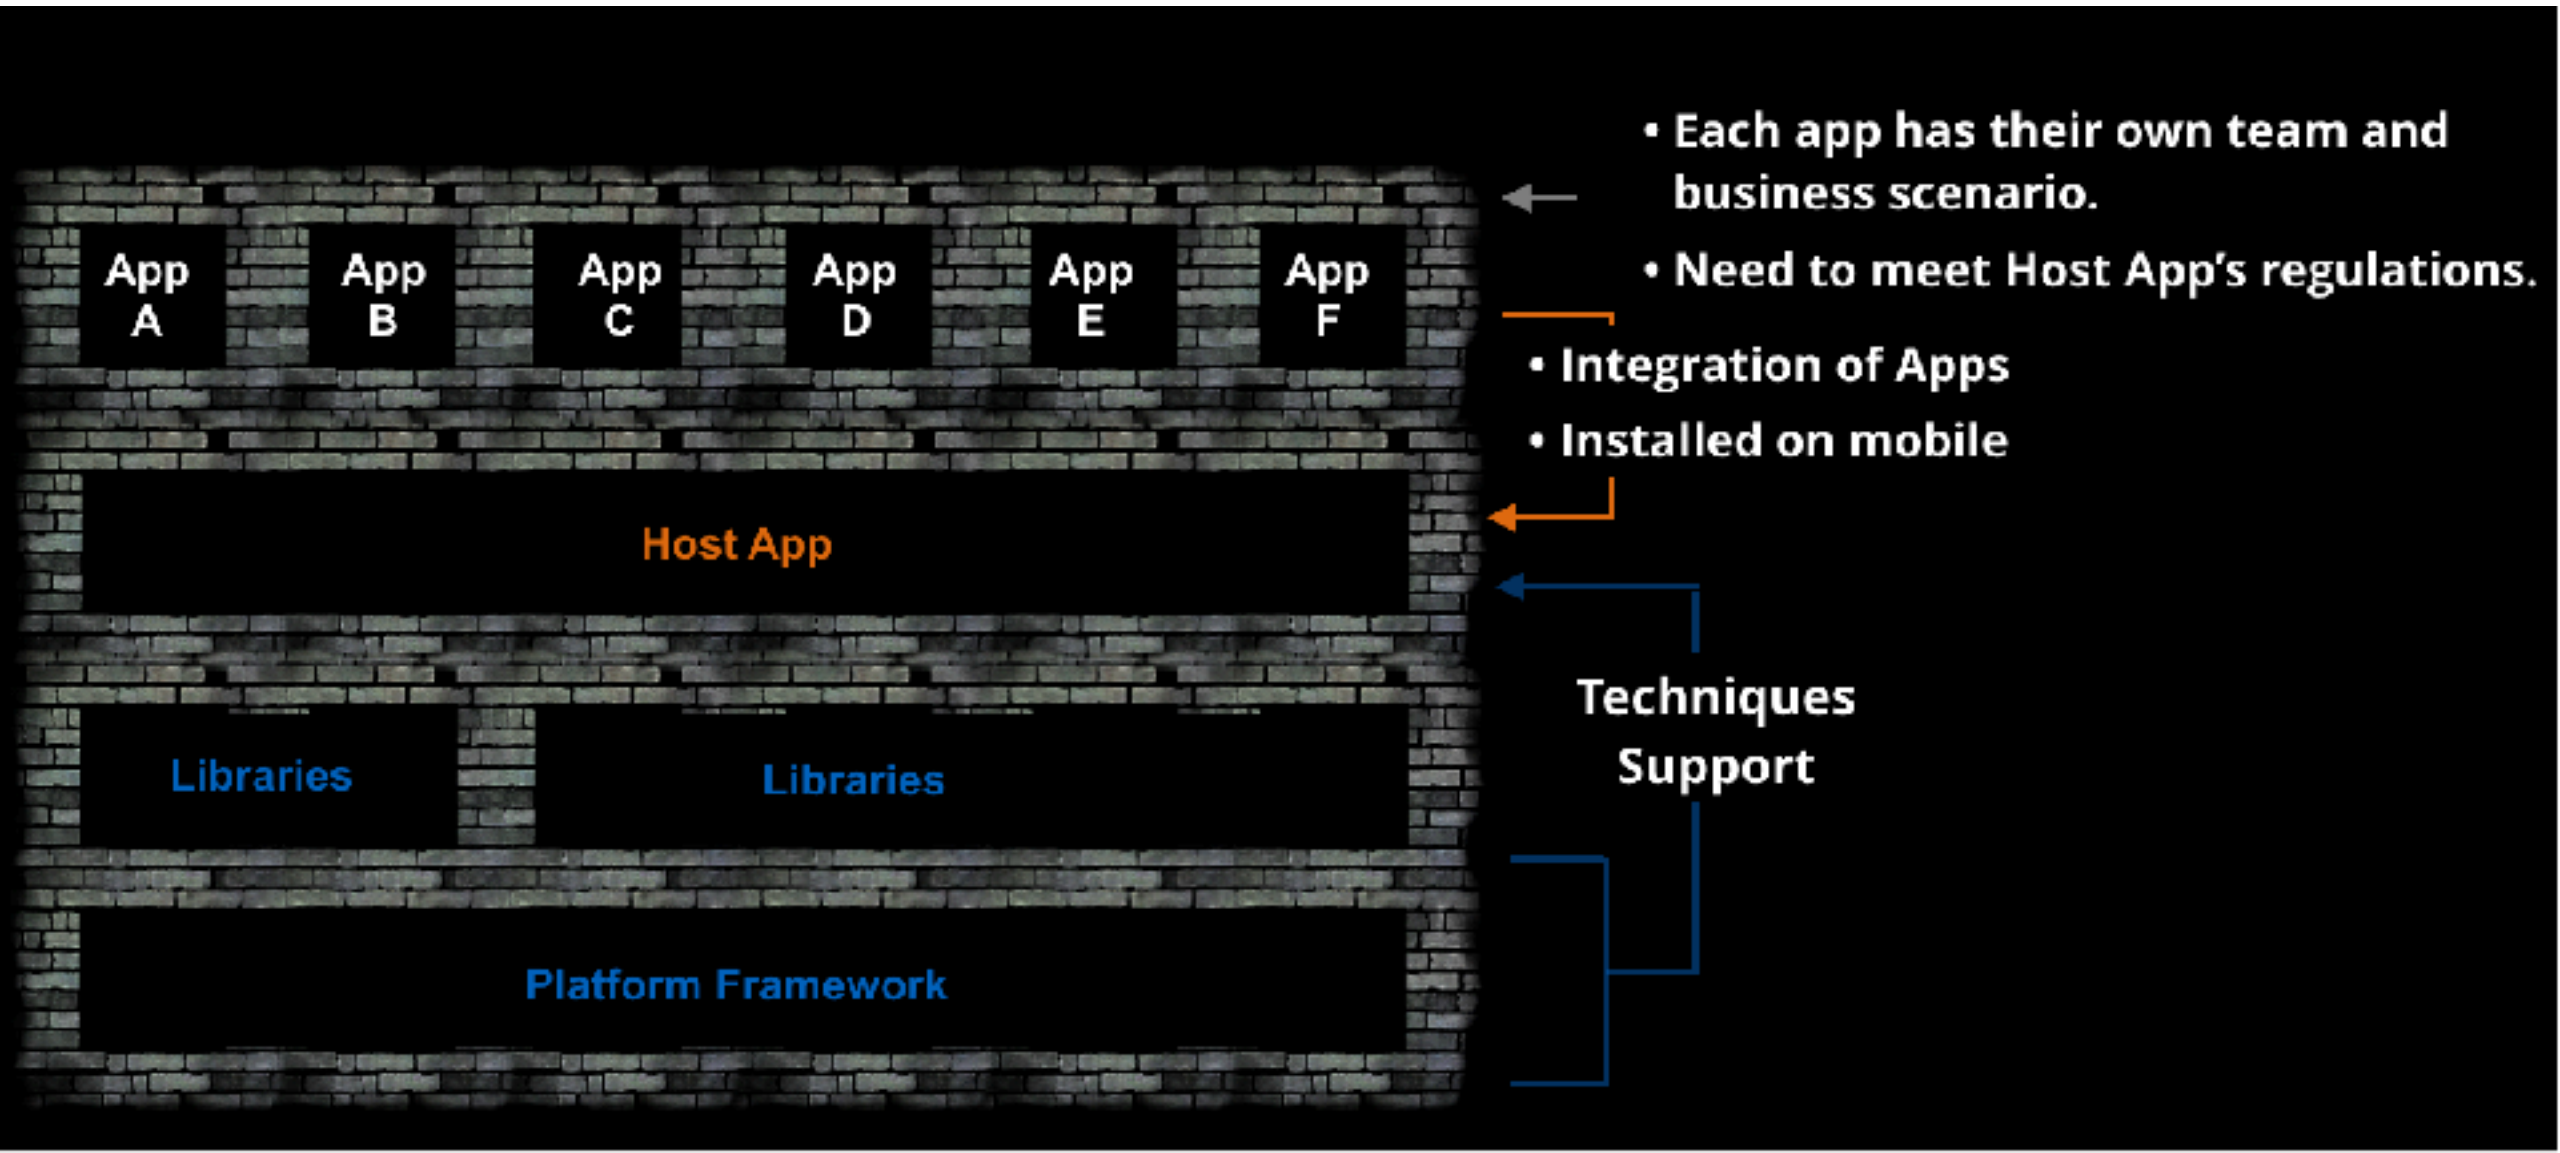 • Each app has their own team and
business scenario.
• Need to meet Host App's regulations.
App
A
App
B
App
C
App
D
App
E
App
F
• Integration of Apps
• Installed on mobile
Host App
Techniques
Support
Libraries
Libraries
Platform Framework